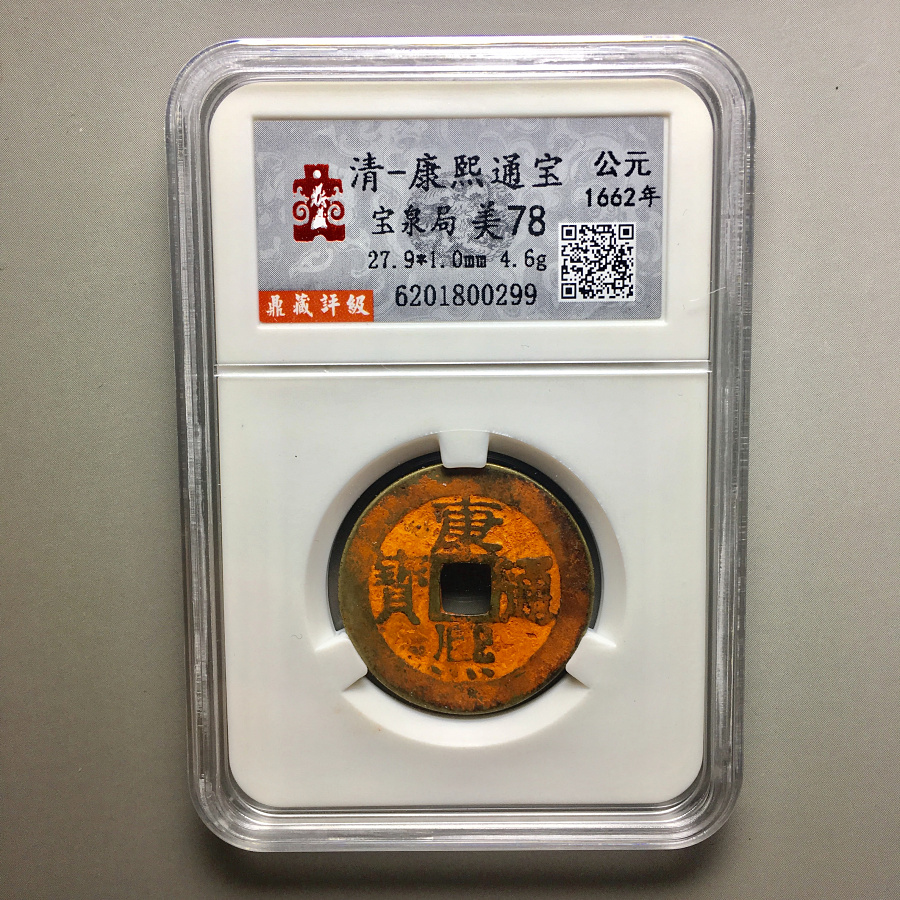 清-康熙通宝
公元
1662年
宝泉局 美78
27.9*1.0mm 4.6g
6201800299
鼎藏評級
康熙通寶